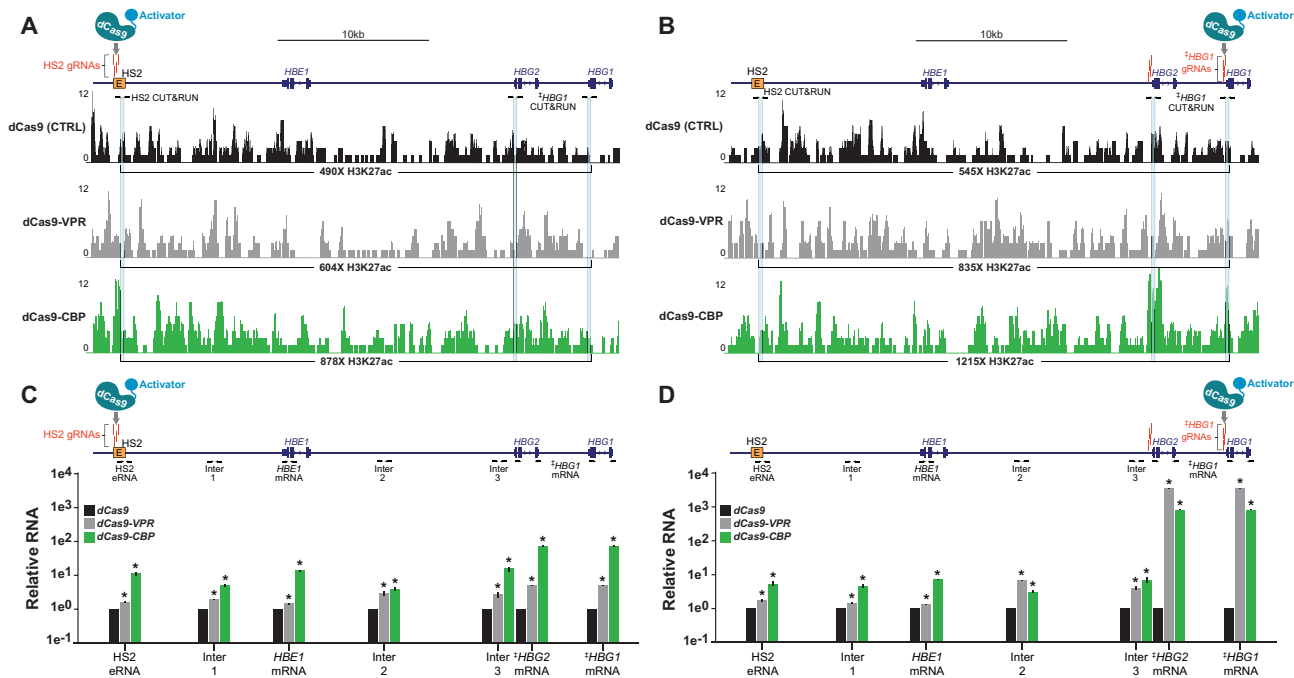 A
dCas9
Activator
HS2 gRNAs
HS2
E
10kb
HBE1
HBG2
HBG1
HS2 CUT&RUN
‡HBG1
CUT&RUN
12
dCas9 (CTRL)
0
490X H3K27ac
12
dCas9-VPR
0
604X H3K27ac
12
dCas9-CBP
0
878X H3K27ac
B
dCas9
Activator
10kb
‡HBG1
gRNAs
HS2
E
HBE1
HBG2
HBG1
HS2 CUT&RUN
‡HBG1
CUT&RUN
12
dCas9 (CTRL)
0
545X H3K27ac
12
dCas9-VPR
0
835X H3K27ac
12
dCas9-CBP
0
1215X H3K27ac
C
dCas9
Activator
HS2 gRNAs
HS2
E
HBE1
HBG2
HBG1
HS2
eRNA
Inter
1
HBE1
mRNA
Inter
2
Inter
3
‡HBG1
mRNA
Relative RNA
1e4
1e3
1e2
1e1
1e0
1e-1
dCas9
dCas9-VPR
dCas9-CBP
* * * * * * * * * * * * * *
HS2
eRNA
Inter
1
HBE1
mRNA
Inter
2
Inter
3
‡HBG2
mRNA
‡HBG1
mRNA
D
dCas9
Activator
‡HBG1
gRNAs
HS2
E
HBE1
HBG2
HBG1
HS2
eRNA
Inter
1
HBE1
mRNA
Inter
2
Inter
3
‡HBG1
mRNA
Relative RNA
1e4
1e3
1e2
1e1
1e0
1e-1
dCas9
dCas9-VPR
dCas9-CBP
* * * * * * * * * * * * * *
HS2
eRNA
Inter
1
HBE1
mRNA
Inter
2
Inter
3
‡HBG2
mRNA
‡HBG1
mRNA